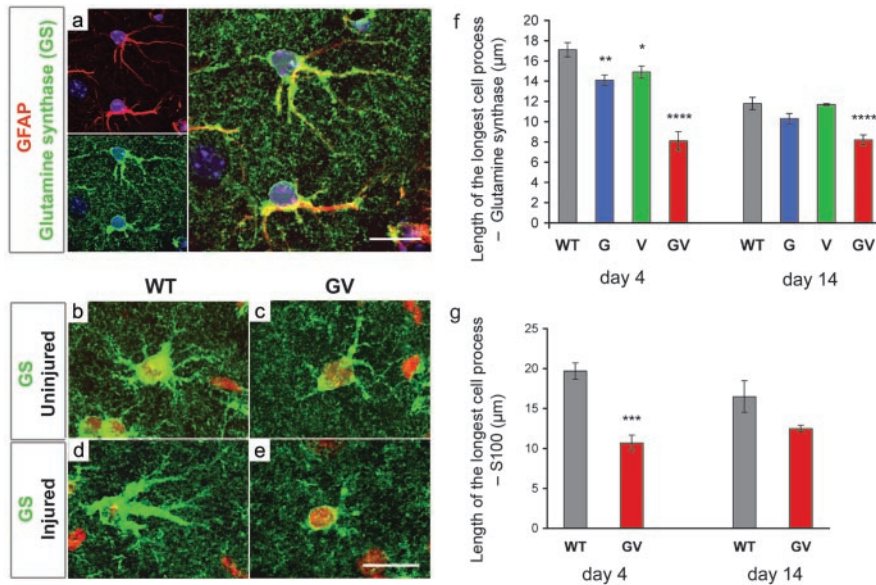 a
GFAP
Glutamine synthase (GS)
WT
GV
b
c
GS
Uninjured
d
e
GS
Injured
f
Length of the longest cell process
– Glutamine synthase (µm)
20
18
16
14
12
10
8
6
4
2
0
**
*
****
****
WT G V GV WT G V GV
day 4 day 14
g
Length of the longest cell process
– S100 (µm)
25
20
15
10
5
0
***
WT GV WT GV
day 4 day 14